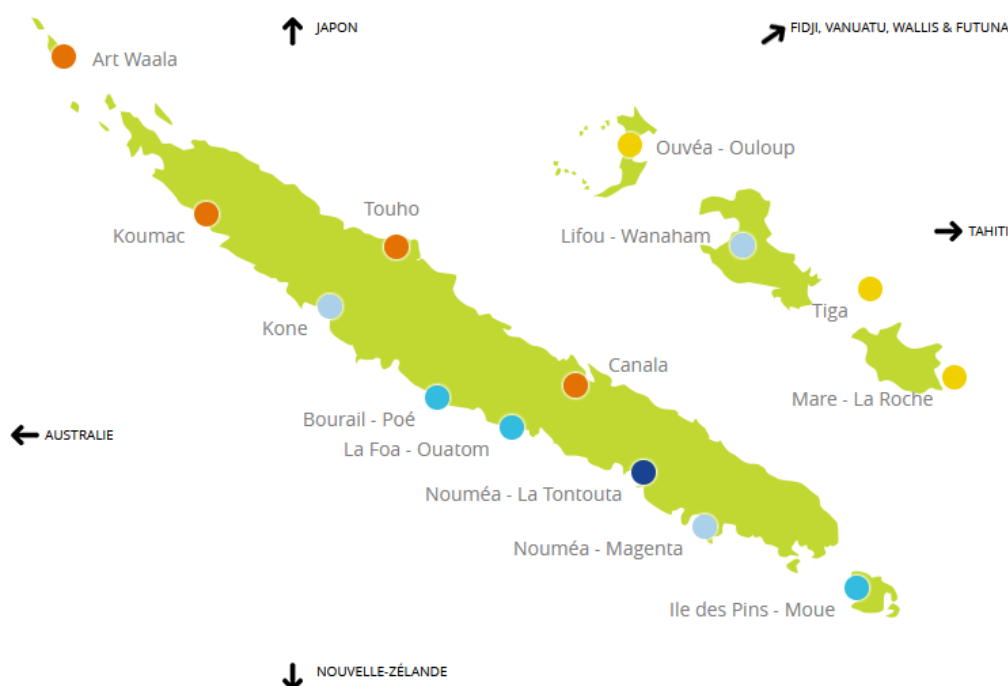 JAPON
FIDJI, VANUATU, WALLIS & FUTUNA
Art Waala
Ouvéa - Ouloup
Touho
Koumac
Lifou - Wanaham
TAHITI
Tiga
Kone
Canala
Mare - La Roche
Bourail - Poé
AUSTRALIE
La Foa - Ouatom
Nouméa - La Tontouta
Nouméa - Magenta
Ile des Pins - Moue
NOUVELLE-ZÉLANDE